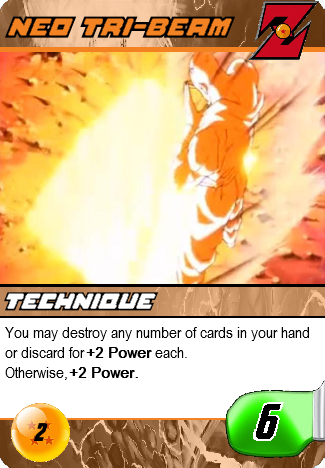 NEO TRI-BEAM
Z
TECHNIQUE
You may destroy any number of cards in your hand
or discard for +2 Power each.
Otherwise, +2 Power.
2
6